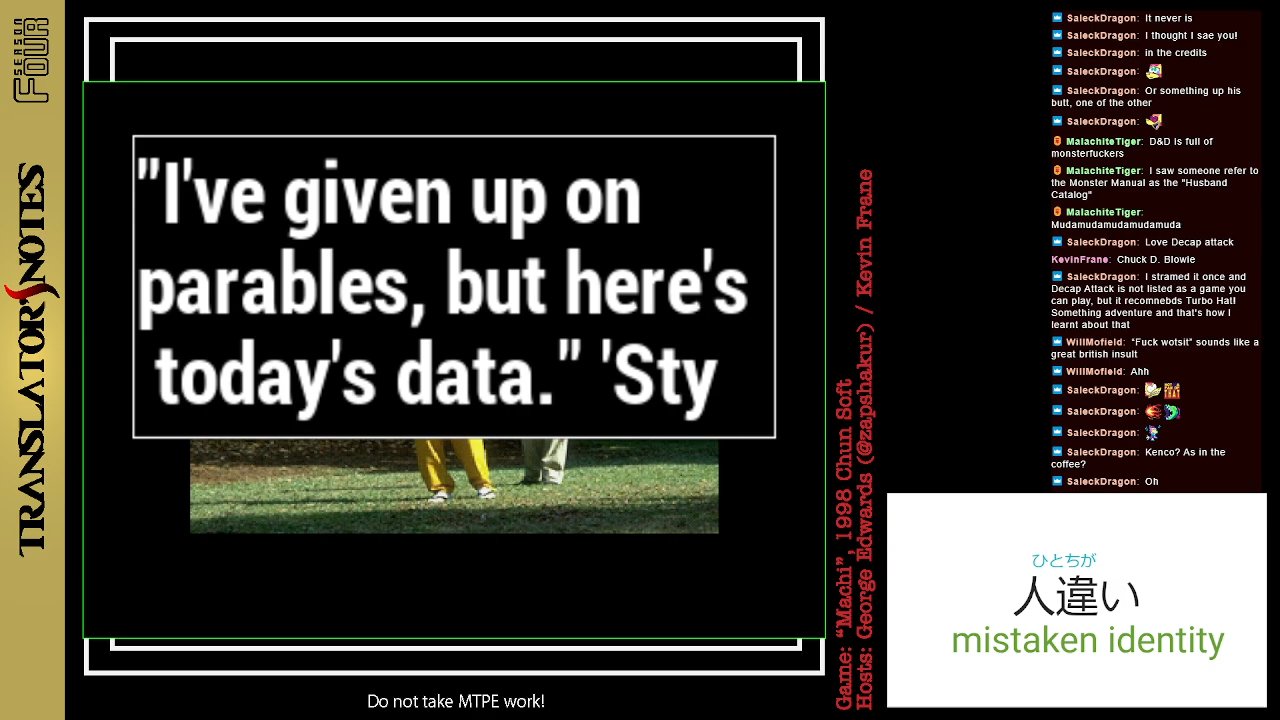 SEASON
FOUR
TRANSLATOR'S NOTES
"I've given up on
parables, but here's
today's data." 'Sty
Do not take MTPE work!
Game: "Machi", 1998 Chun Soft
Hosts: George Edwards (@zapshakur) / Kevin Frane
SaleckDragon: It never is
SaleckDragon: I thought I sae you!
SaleckDragon: in the credits
SaleckDragon:
SaleckDragon: Or something up his
butt, one of the other
SaleckDragon:
MalachiteTiger: D&D is full of
monsterfuckers
MalachiteTiger: I saw someone refer to
the Monster Manual as the "Husband
Catalog"
MalachiteTiger:
Mudamudamudamudamuda
SaleckDragon: Love Decap attack
KevinFrane: Chuck D. Blowie
SaleckDragon: I stramed it once and
Decap Attack is not listed as a game you
can play, but it recomnebds Turbo Hall
Something adventure and that's how I
learnt about that
WillMofield: "Fuck wotsit" sounds like a
great british insult
WillMofield: Ahh
SaleckDragon:
SaleckDragon:
SaleckDragon:
SaleckDragon: Kenco? As in the
coffee?
SaleckDragon: Oh
ひとちが
人違い
mistaken identity